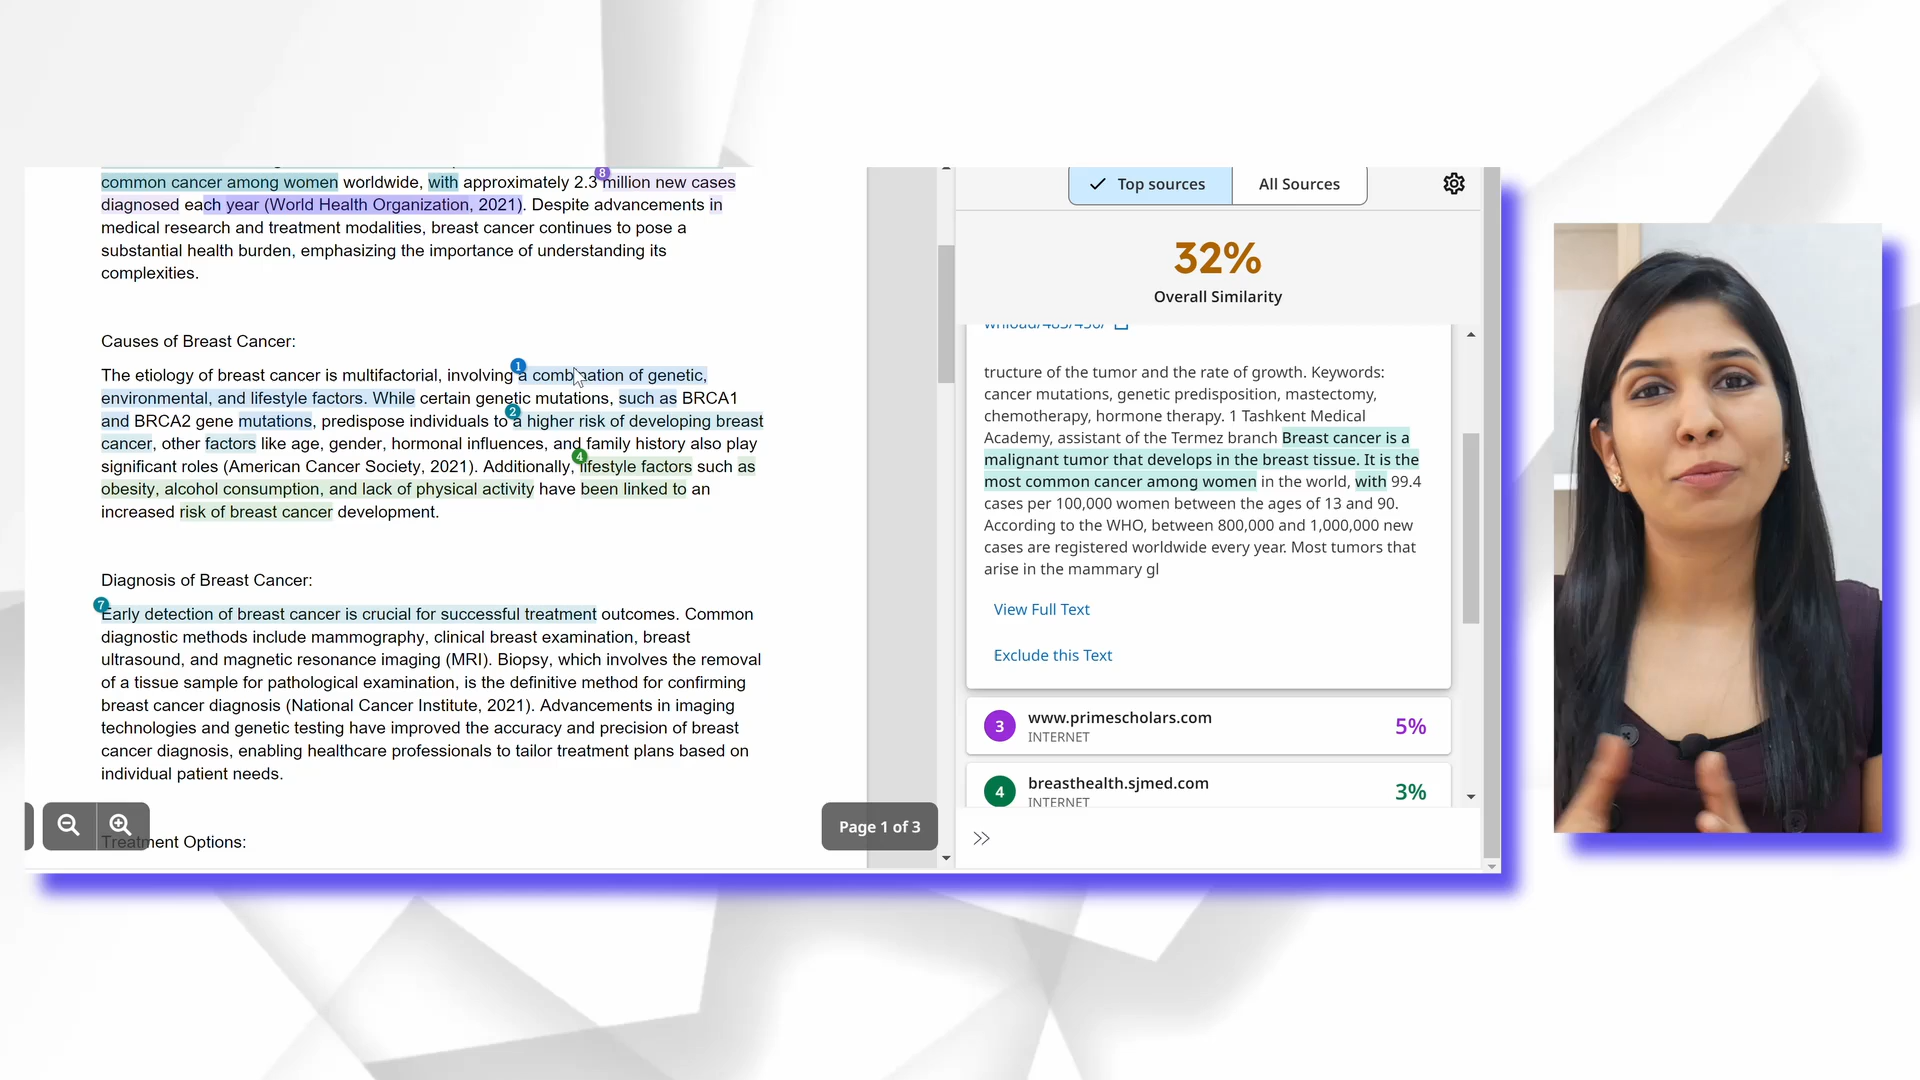 common cancer among women worldwide, with approximately 2.3 million new cases
8
diagnosed each year (World Health Organization, 2021). Despite advancements in
medical research and treatment modalities, breast cancer continues to pose a
substantial health burden, emphasizing the importance of understanding its
complexities.
Causes of Breast Cancer:
1
The etiology of breast cancer is multifactorial, involving a combination of genetic,
environmental, and lifestyle factors. While certain genetic mutations, such as BRCA1
2
and BRCA2 gene mutations, predispose individuals to a higher risk of developing breast
cancer, other factors like age, gender, hormonal influences, and family history also play
4
significant roles (American Cancer Society, 2021). Additionally, lifestyle factors such as
obesity, alcohol consumption, and lack of physical activity have been linked to an
increased risk of breast cancer development.
Diagnosis of Breast Cancer:
7
Early detection of breast cancer is crucial for successful treatment outcomes. Common
diagnostic methods include mammography, clinical breast examination, breast
ultrasound, and magnetic resonance imaging (MRI). Biopsy, which involves the removal
of a tissue sample for pathological examination, is the definitive method for confirming
breast cancer diagnosis (National Cancer Institute, 2021). Advancements in imaging
technologies and genetic testing have improved the accuracy and precision of breast
cancer diagnosis, enabling healthcare professionals to tailor treatment plans based on
individual patient needs.
Treatment Options:
Page 1 of 3
Top sources
All Sources
32%
Overall Similarity
tructure of the tumor and the rate of growth. Keywords:
cancer mutations, genetic predisposition, mastectomy,
chemotherapy, hormone therapy. 1 Tashkent Medical
Academy, assistant of the Termez branch Breast cancer is a
malignant tumor that develops in the breast tissue. It is the
most common cancer among women in the world, with 99.4
cases per 100,000 women between the ages of 13 and 90.
According to the WHO, between 800,000 and 1,000,000 new
cases are registered worldwide every year. Most tumors that
arise in the mammary gl
View Full Text
Exclude this Text
3 www.primescholars.com 5%
INTERNET
4 breasthealth.sjmed.com 3%
INTERNET